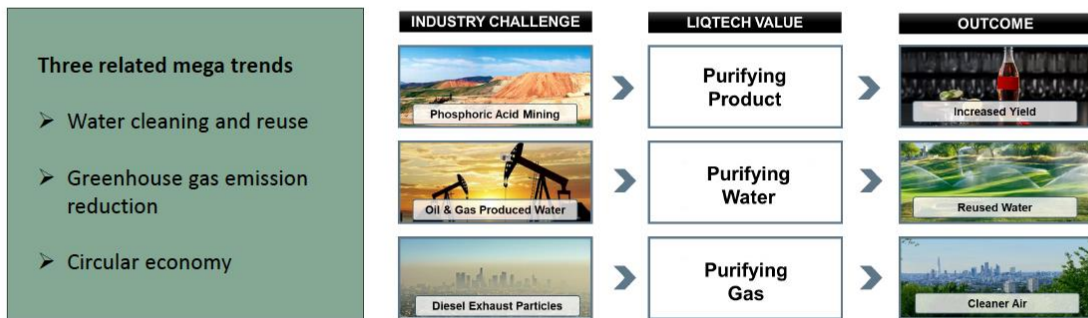 Three related mega trends
➢ Water cleaning and reuse
➢ Greenhouse gas emission
reduction
➢ Circular economy
INDUSTRY CHALLENGE
LIQTECH VALUE
OUTCOME
Phosphoric Acid Mining
Purifying
Product
Increased Yield
Oil & Gas Produced Water
Purifying
Water
Reused Water
Diesel Exhaust Particles
Purifying
Gas
Cleaner Air